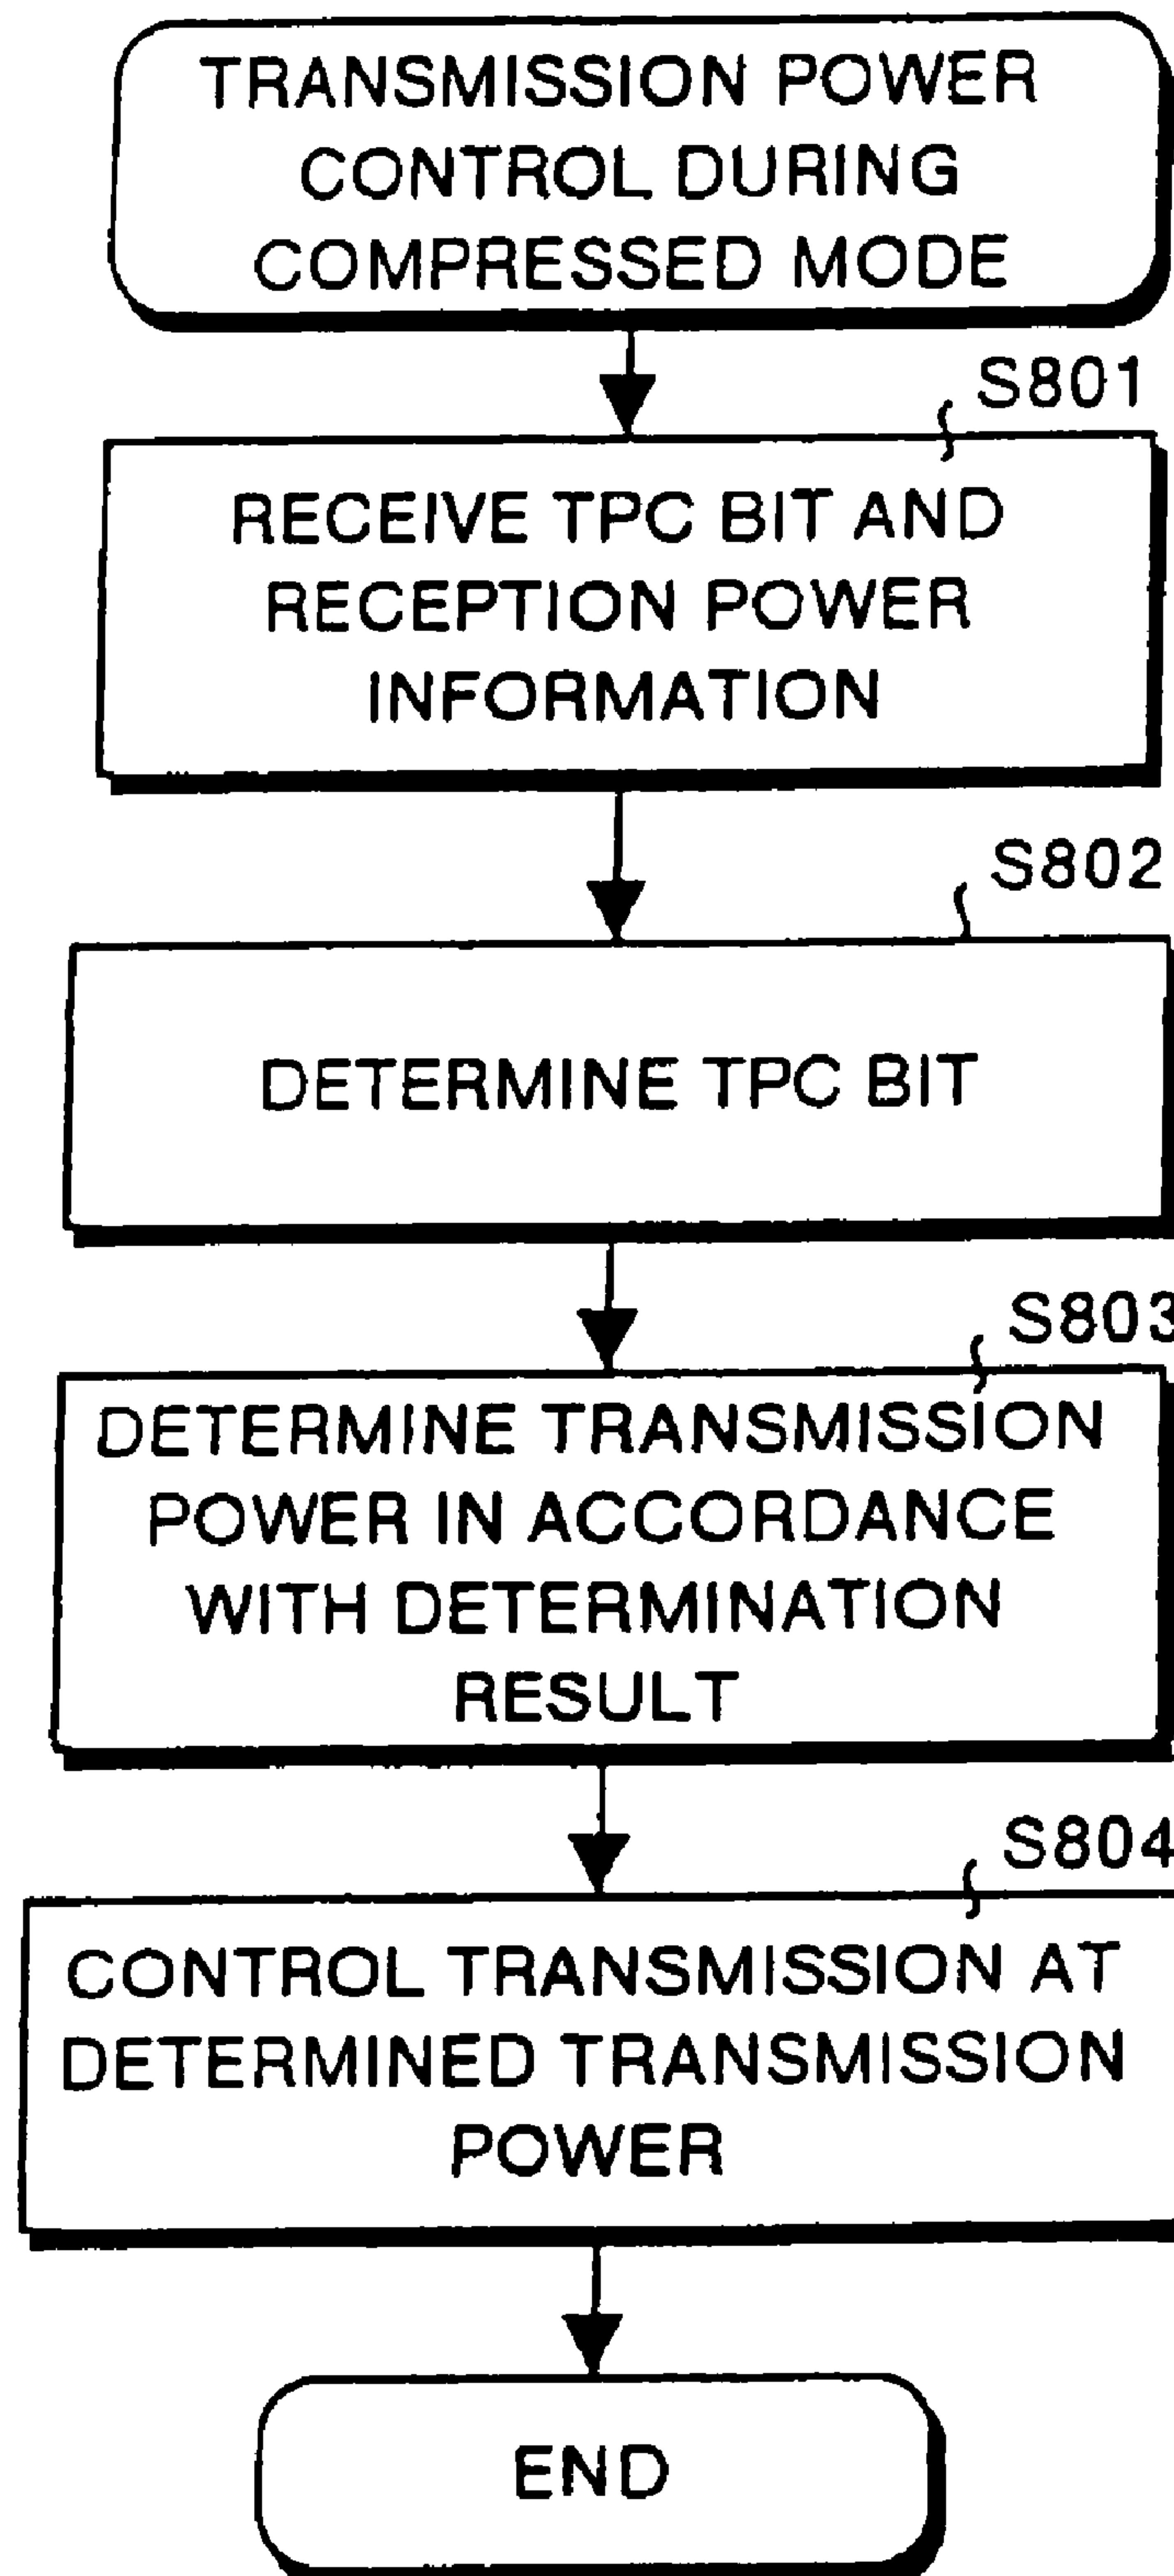 TRANSMISSION POWER
CONTROL DURING
COMPRESSED MODE
S801
RECEIVE TPC BIT AND
RECEPTION POWER
INFORMATION
S802
DETERMINE TPC BIT
S803
DETERMINE TRANSMISSION
POWER IN ACCORDANCE
WITH DETERMINATION
RESULT
S804
CONTROL TRANSMISSION AT
DETERMINED TRANSMISSION
POWER
END